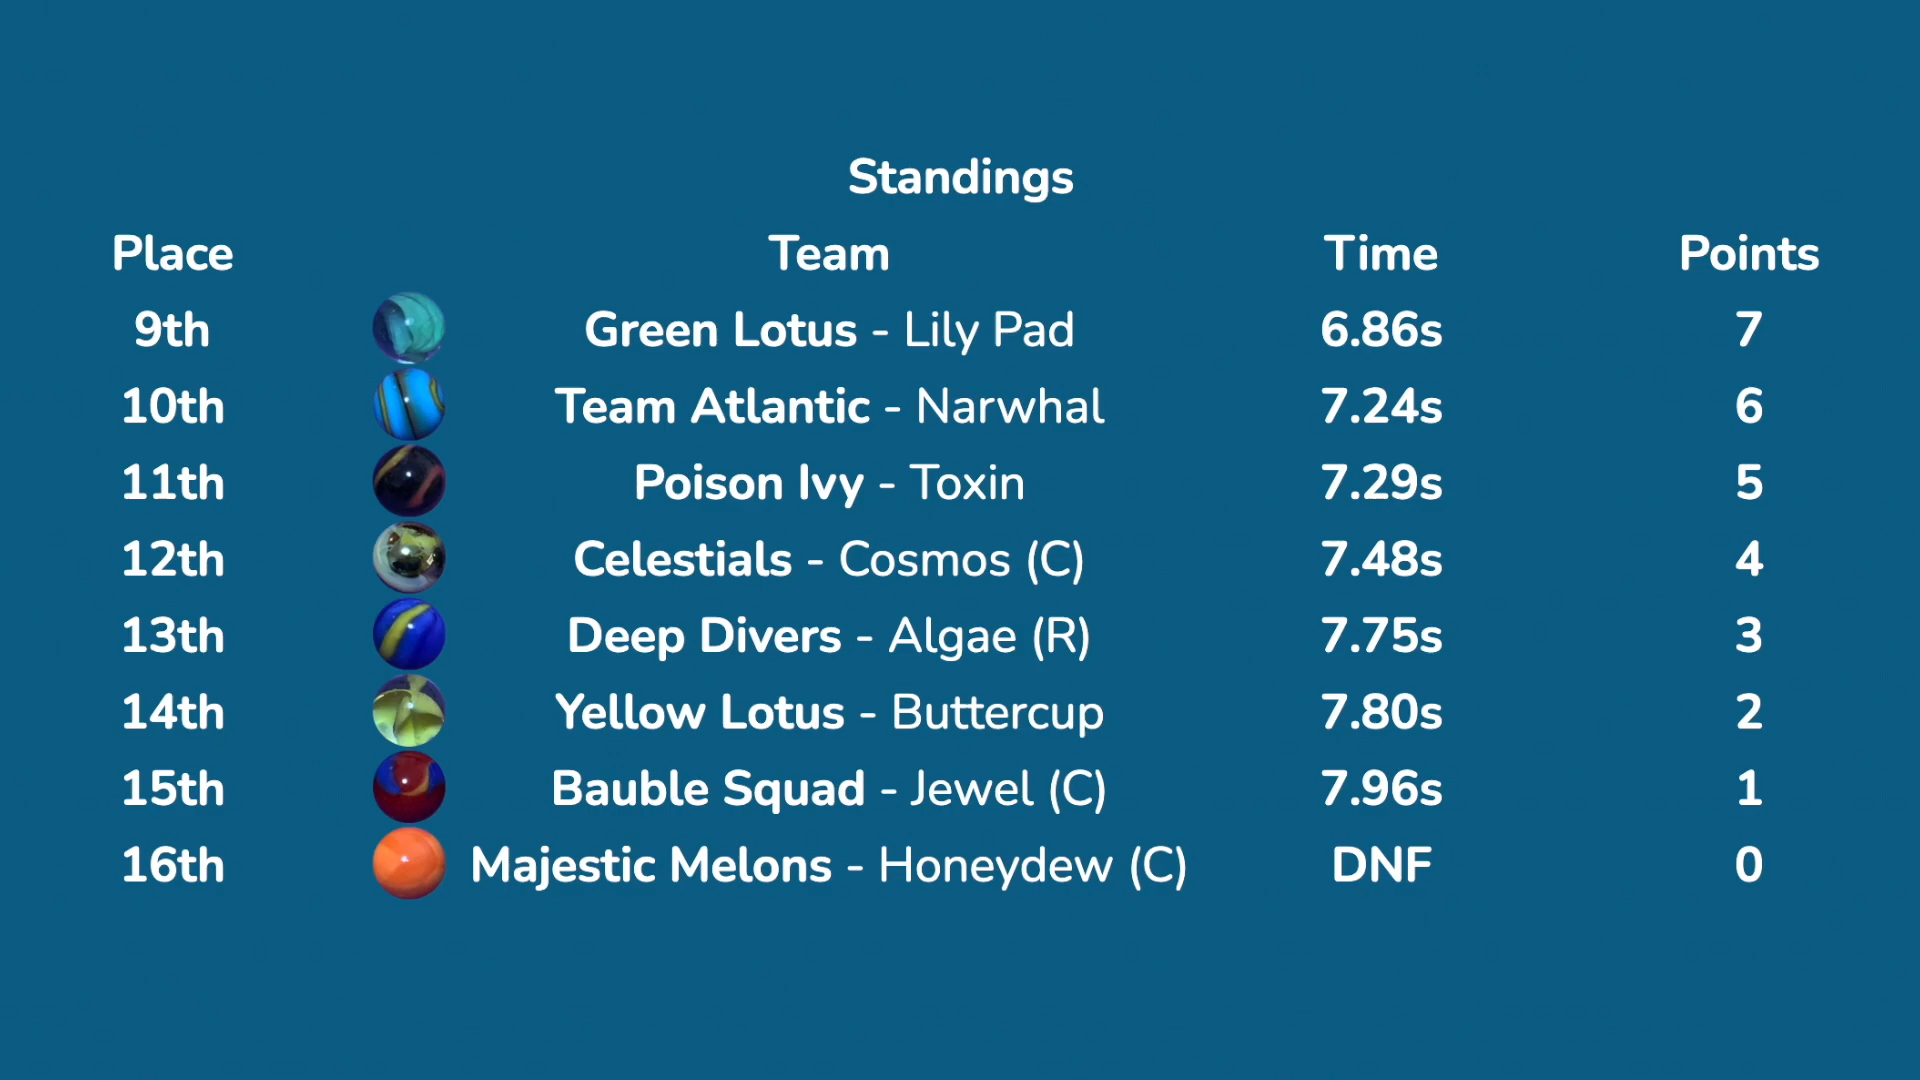 Standings
Place Team Time Points
9th Green Lotus - Lily Pad 6.86s 7
10th Team Atlantic - Narwhal 7.24s 6
11th Poison Ivy - Toxin 7.29s 5
12th Celestials - Cosmos (C) 7.48s 4
13th Deep Divers - Algae (R) 7.75s 3
14th Yellow Lotus - Buttercup 7.80s 2
15th Bauble Squad - Jewel (C) 7.96s 1
16th Majestic Melons - Honeydew (C) DNF 0